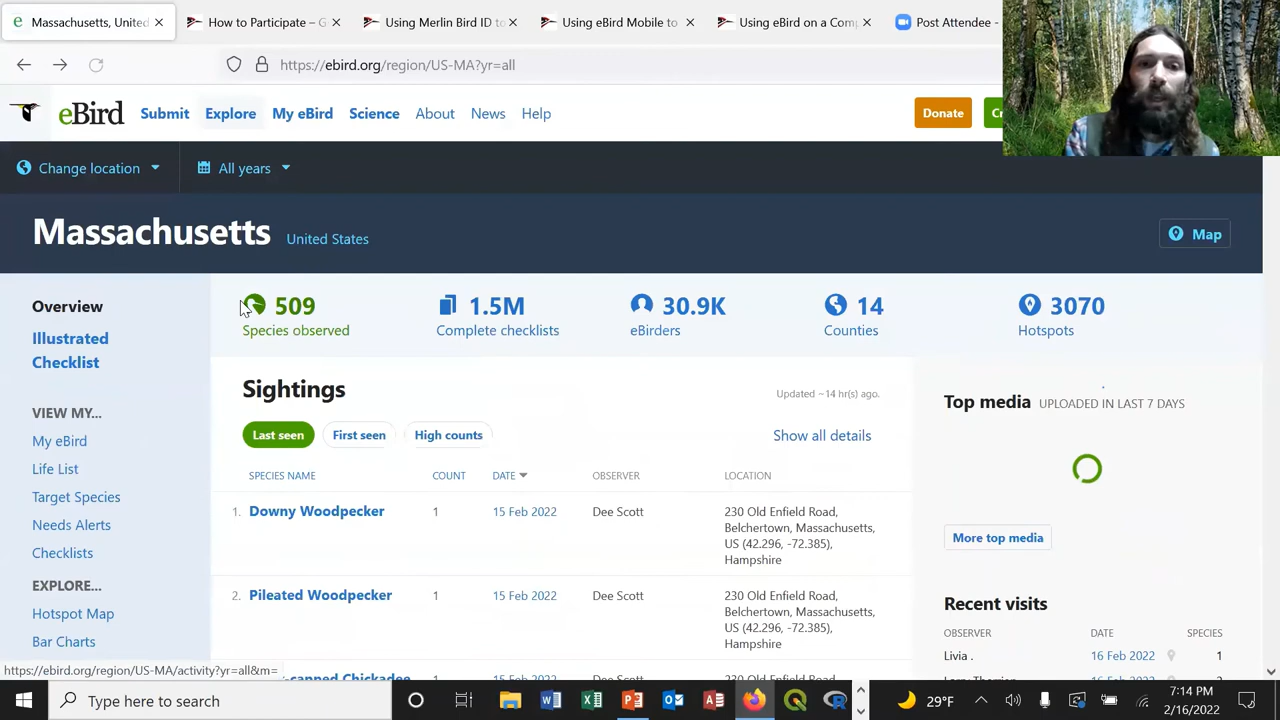 Massachusetts, United
How to Participate – G
Using Merlin Bird ID to
Using eBird Mobile to
Using eBird on a Comp
Post Attendee -
https://ebird.org/region/US-MA?yr=all
eBird
Submit
Explore
My eBird
Science
About
News
Help
Donate
Change location
All years
Massachusetts
United States
Map
Overview
Illustrated
Checklist
VIEW MY...
My eBird
Life List
Target Species
Needs Alerts
Checklists
EXPLORE...
Hotspot Map
Bar Charts
509
Species observed
1.5M
Complete checklists
30.9K
eBirders
14
Counties
3070
Hotspots
Sightings
Updated ~14 hr(s) ago.
Last seen
First seen
High counts
Show all details
SPECIES NAME COUNT DATE OBSERVER LOCATION
1. Downy Woodpecker 1 15 Feb 2022 Dee Scott 230 Old Enfield Road,
Belchertown, Massachusetts,
US (42.296, -72.385),
Hampshire
2. Pileated Woodpecker 1 15 Feb 2022 Dee Scott 230 Old Enfield Road,
Belchertown, Massachusetts,
US (42.296, -72.385),
Hampshire
-capped Chickadee
Top media UPLOADED IN LAST 7 DAYS
More top media
Recent visits
OBSERVER DATE SPECIES
Livia . 16 Feb 2022 1
https://ebird.org/region/US-MA/activity?yr=all&m=
Type here to search
29°F
7:14 PM
2/16/2022